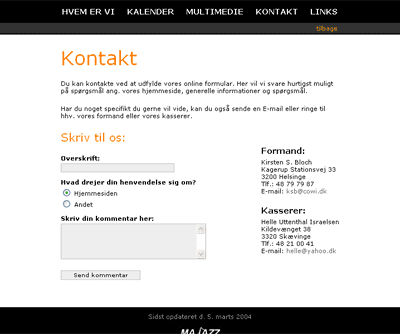 HVEM ER VI KALENDER MULTIMEDIE KONTAKT LINKS
tilbage
Kontakt
Du kan kontakte ved at udfylde vores online formular. Her vil vi svare hurtigst muligt
på spørgsmål ang. vores hjemmeside, generelle informationer og spørgsmål.
Har du noget specifikt du gerne vil vide, kan du også sende en E-mail eller ringe til
hhv. vores formand eller vores kasserer.
Skriv til os:
Overskrift:
Hvad drejer din henvendelse sig om?
Hjemmesiden
Andet
Skriv din kommentar her:
Send kommentar
Formand:
Kirsten S. Bloch
Kagerup Stationsvej 33
3200 Helsinge
Tlf.: 48 79 79 87
E-mail: ksb@cowi.dk
Kasserer:
Helle Uttenthal Israelsen
Kildevænget 38
3320 Skævinge
Tlf.: 48 21 00 41
E-mail: helle@yahoo.dk
Sidst opdateret d. 5. marts 2004